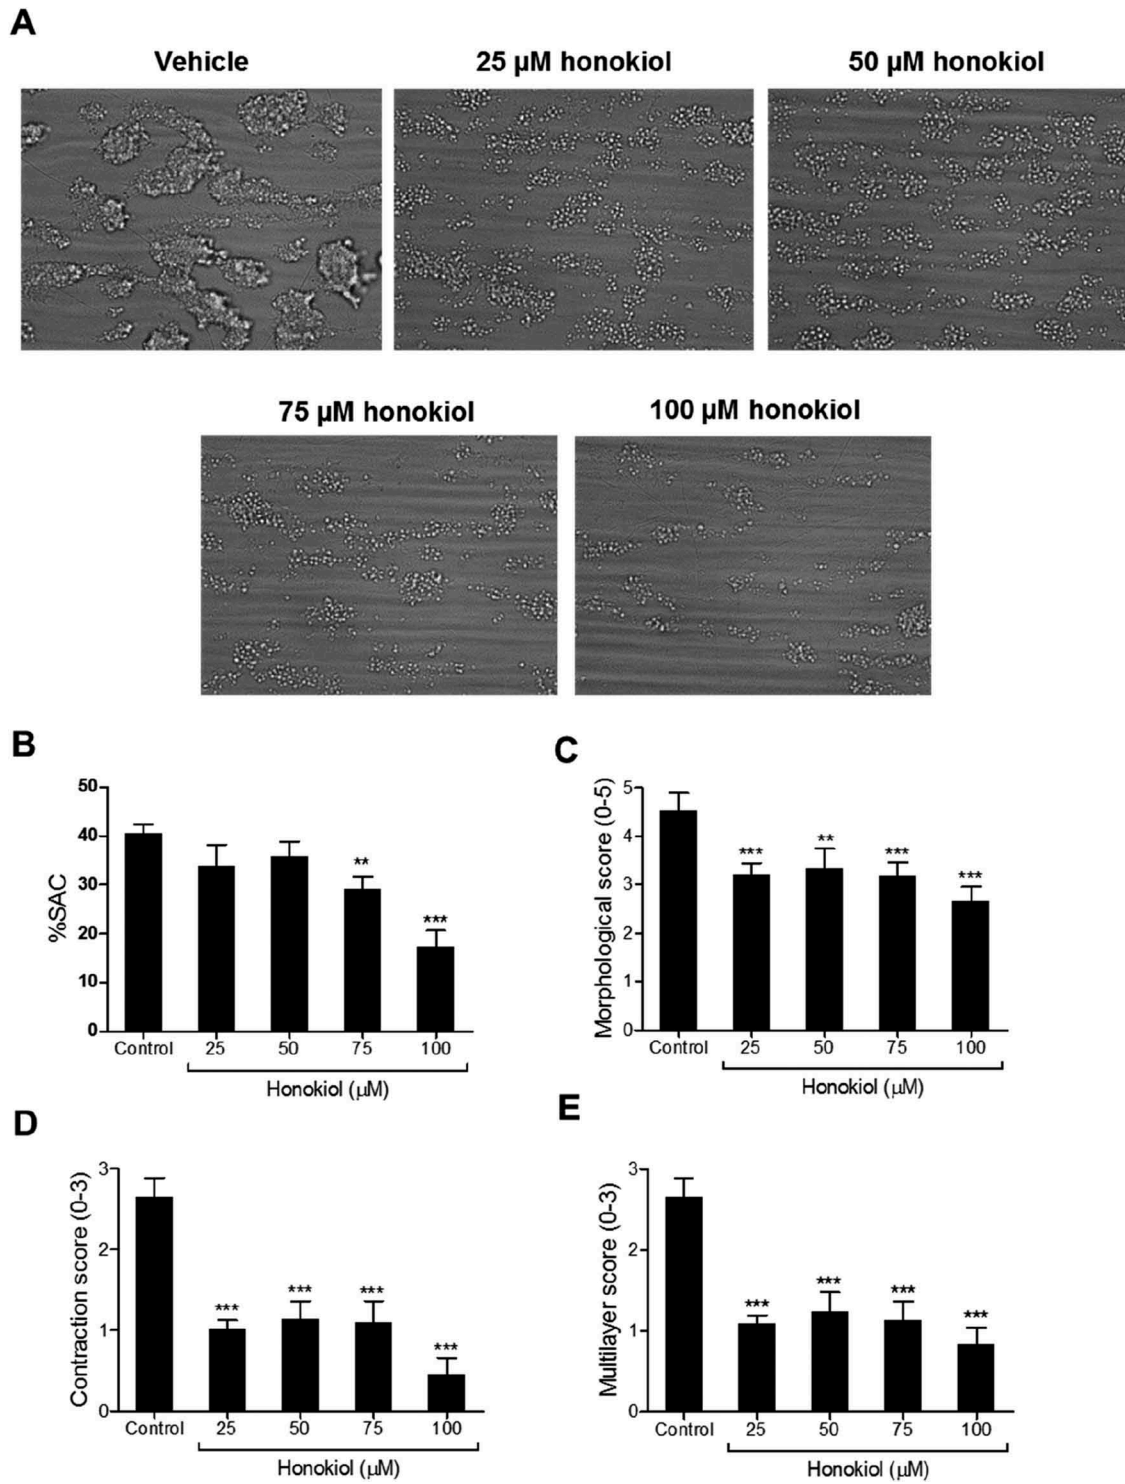 A
Vehicle
25 µM honokiol
50 µM honokiol
75 µM honokiol
100 µM honokiol
B
%SAC
50
40
30
20
10
0
**
***
Control
25
50
75
100
Honokiol (µM)
C
Morphological score (0-5)
5
4
3
2
1
0
***
**
***
***
Control
25
50
75
100
Honokiol (µM)
D
Contraction score (0-3)
3
2
1
0
***
***
***
***
Control
25
50
75
100
Honokiol (µM)
E
Multilayer score (0-3)
3
2
1
0
***
***
***
***
Control
25
50
75
100
Honokiol (µM)